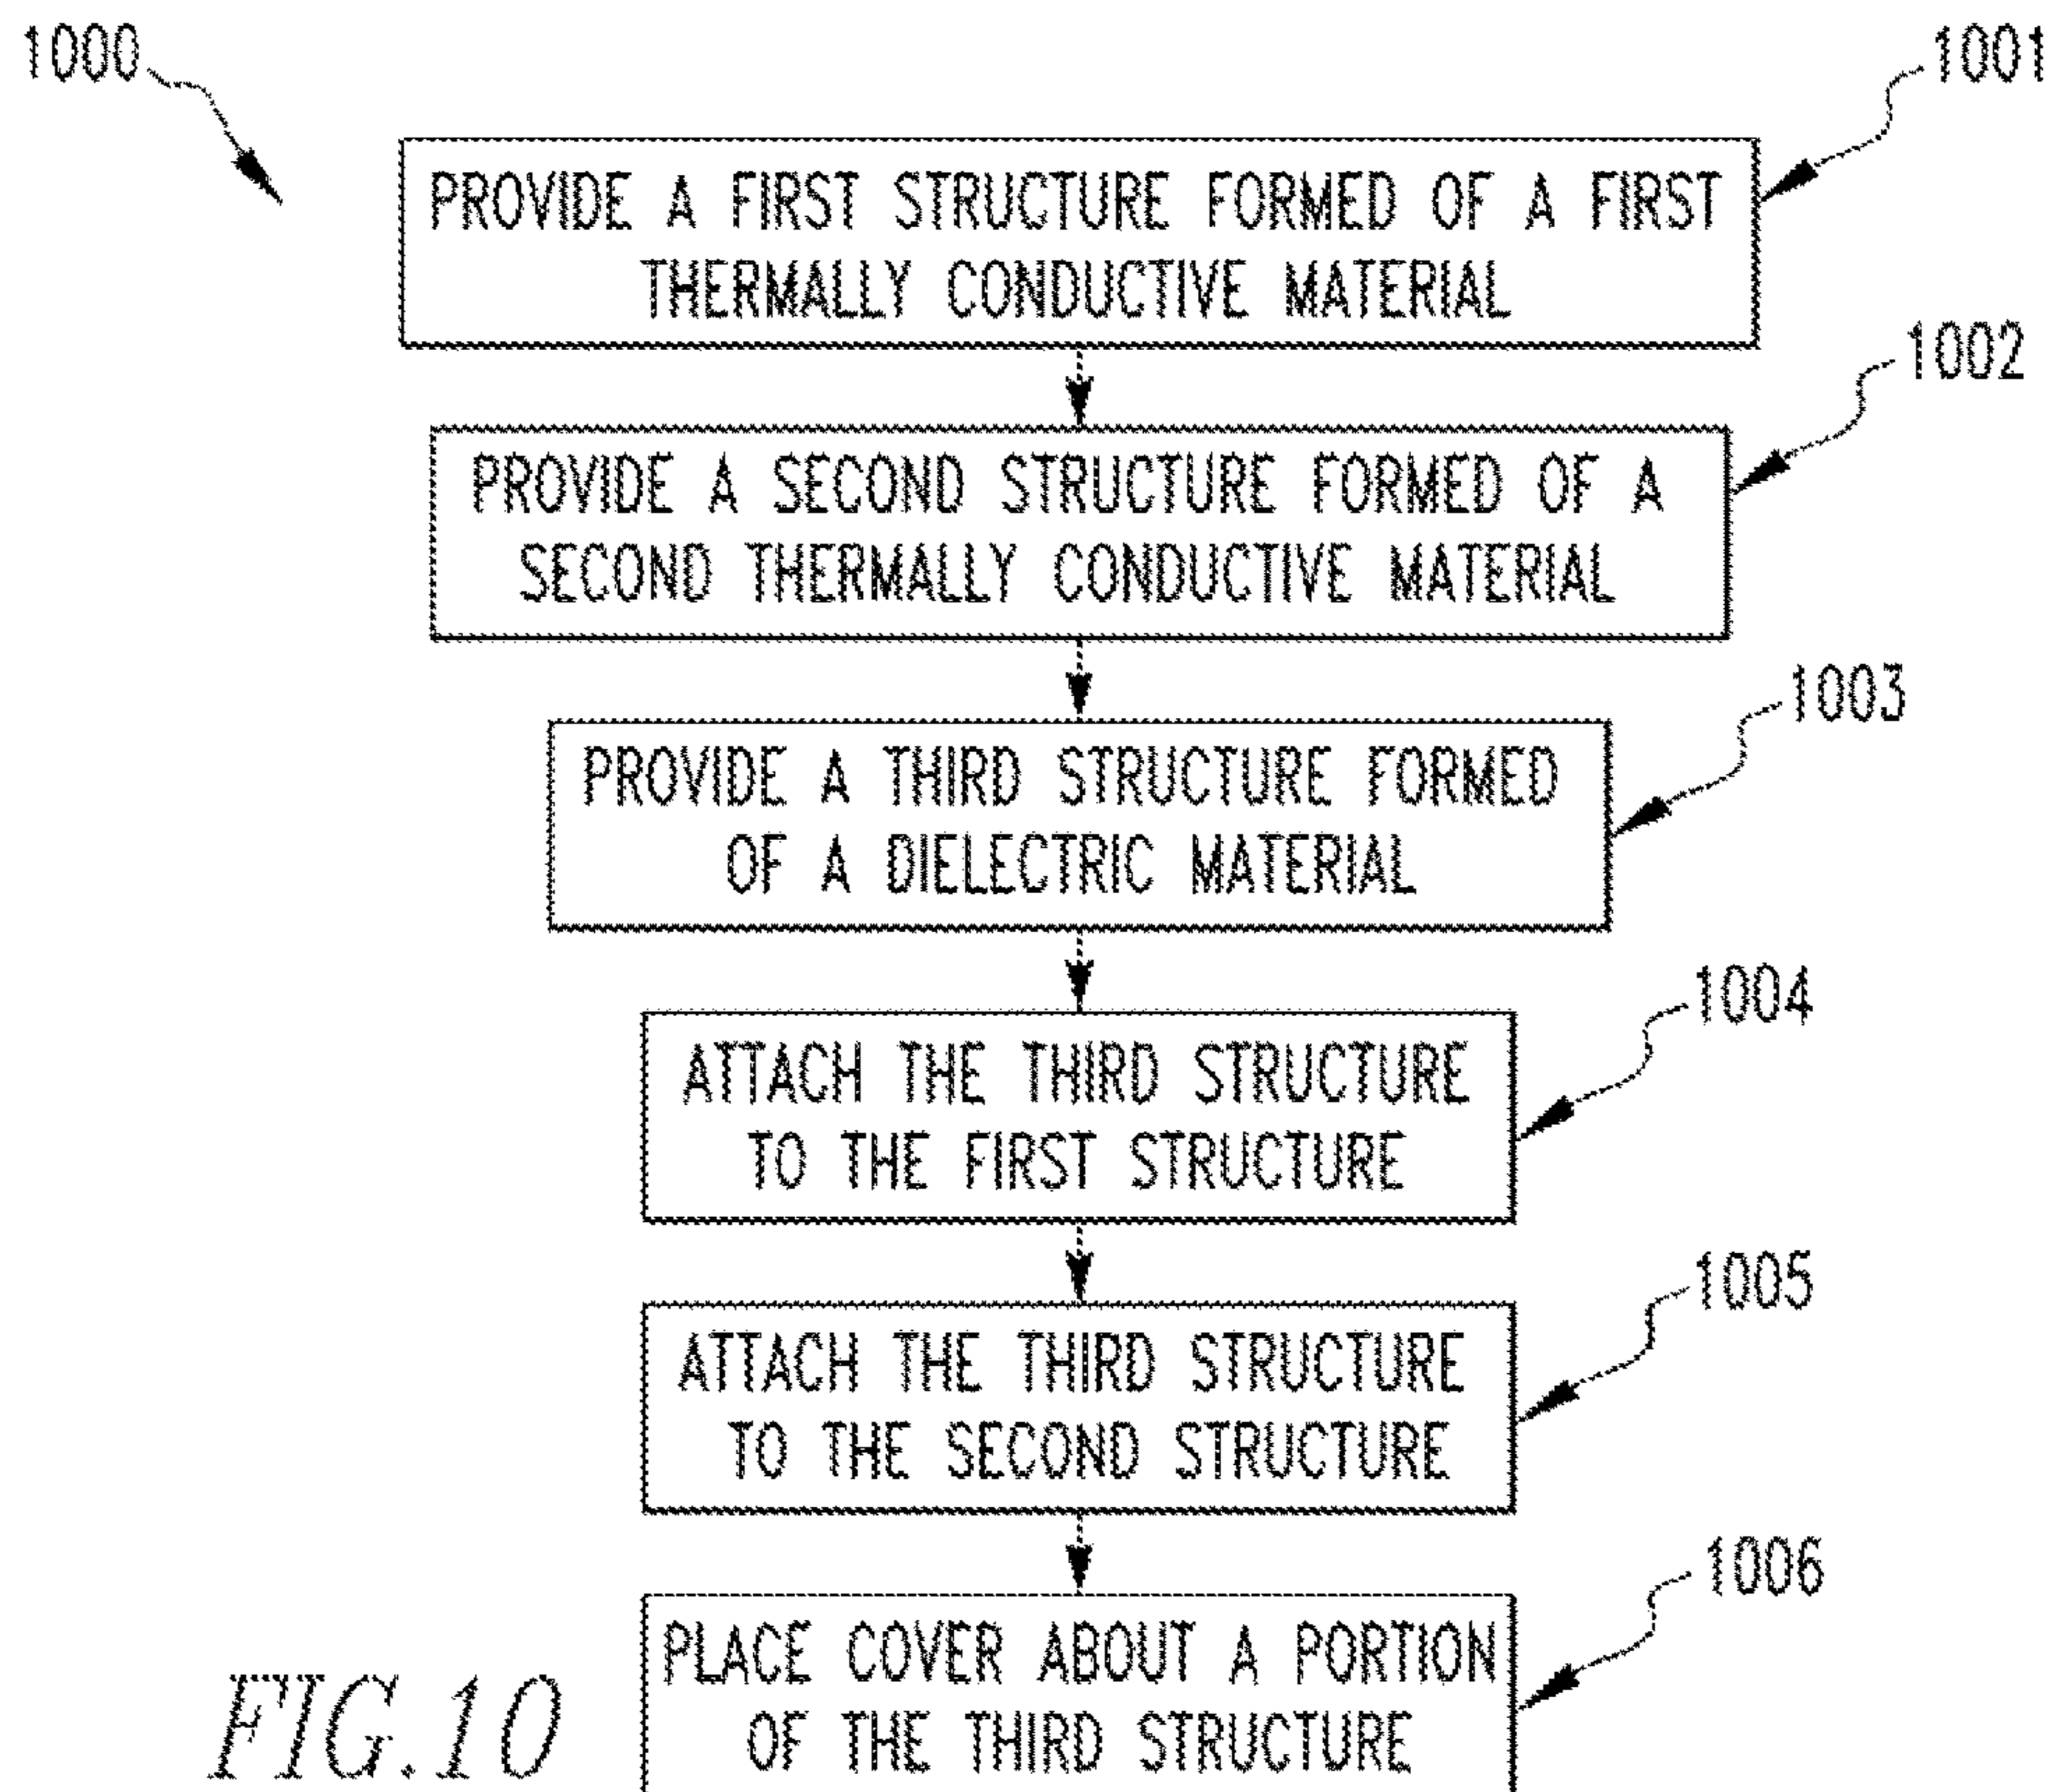 1000
1001
PROVIDE A FIRST STRUCTURE FORMED OF A FIRST
THERMALLY CONDUCTIVE MATERIAL
1002
PROVIDE A SECOND STRUCTURE FORMED OF A
SECOND THERMALLY CONDUCTIVE MATERIAL
1003
PROVIDE A THIRD STRUCTURE FORMED
OF A DIELECTRIC MATERIAL
1004
ATTACH THE THIRD STRUCTURE
TO THE FIRST STRUCTURE
1005
ATTACH THE THIRD STRUCTURE
TO THE SECOND STRUCTURE
1006
PLACE COVER ABOUT A PORTION
OF THE THIRD STRUCTURE
FIG.10